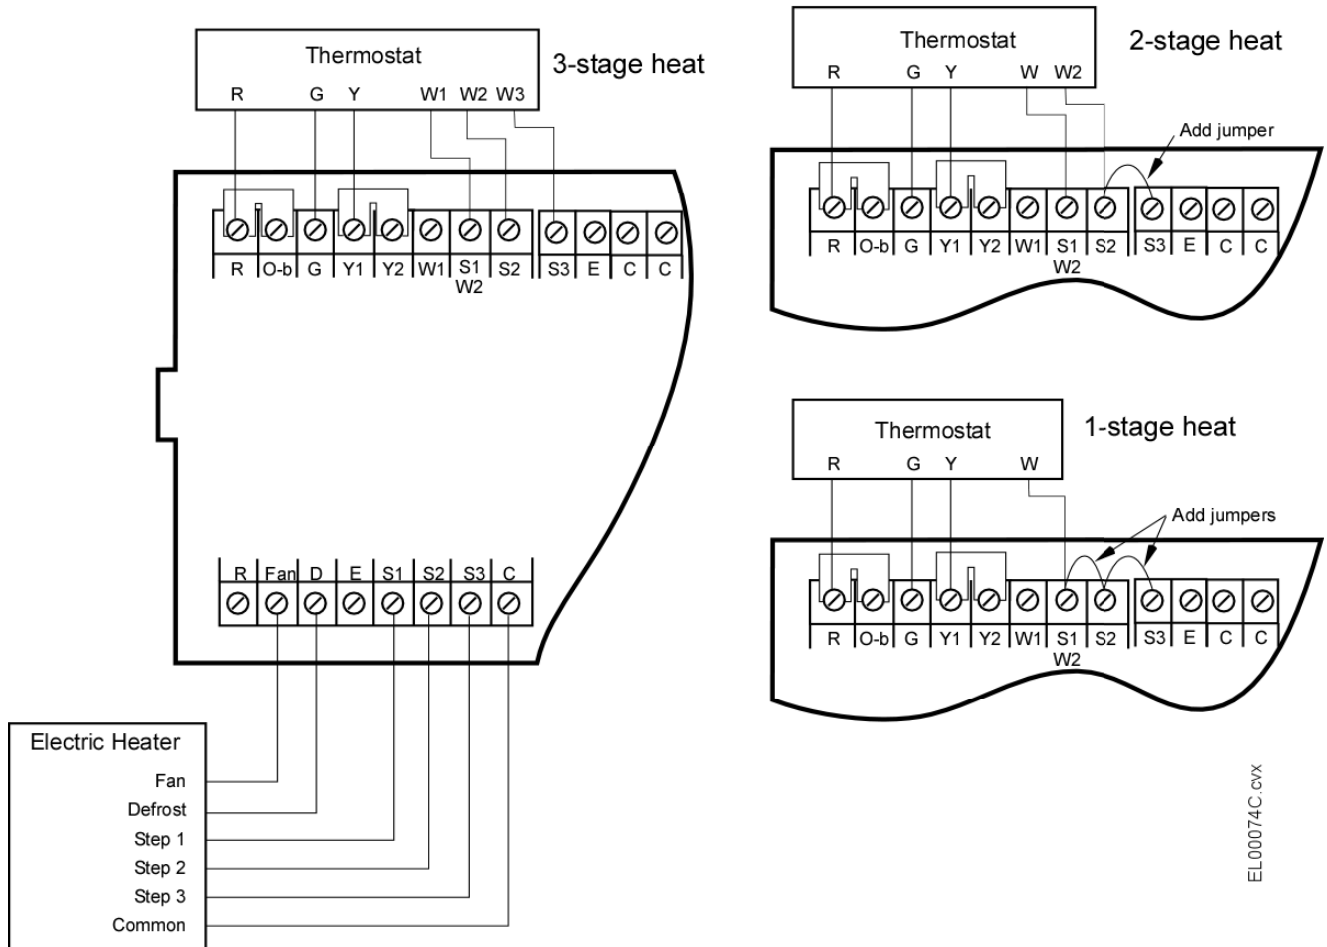 Thermostat
3-stage heat
R G Y W1 W2 W3
R O-b G Y1 Y2 W1 S1 S2 S3 E C C
W2
R Fan D E S1 S2 S3 C
Electric Heater
Fan
Defrost
Step 1
Step 2
Step 3
Common
Thermostat
2-stage heat
R G Y W W2
Add jumper
R O-b G Y1 Y2 W1 S1 S2 S3 E C C
W2
Thermostat
1-stage heat
R G Y W
Add jumpers
R O-b G Y1 Y2 W1 S1 S2 S3 E C C
W2
EL00074C.cvx